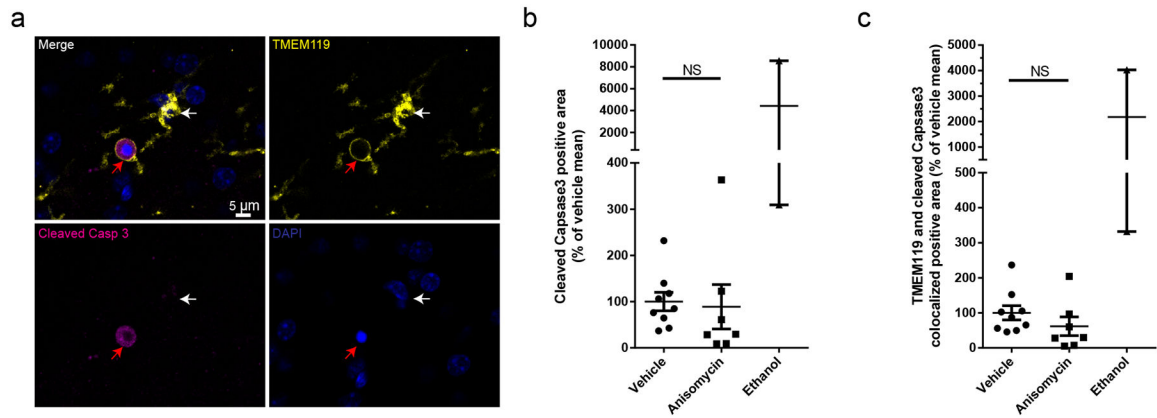 a
Merge
TMEM119
5 µm
Cleaved Casp 3
DAPI
b
Cleaved Capsase3 positive area
(% of vehicle mean)
10000
8000
6000
4000
2000
400
300
200
100
0
NS
Vehicle
Anisomycin
Ethanol
c
TMEM119 and cleaved Capsase3
colocalized positive area (% of vehicle mean)
5000
4000
3000
2000
1000
500
400
300
200
100
0
NS
Vehicle
Anisomycin
Ethanol